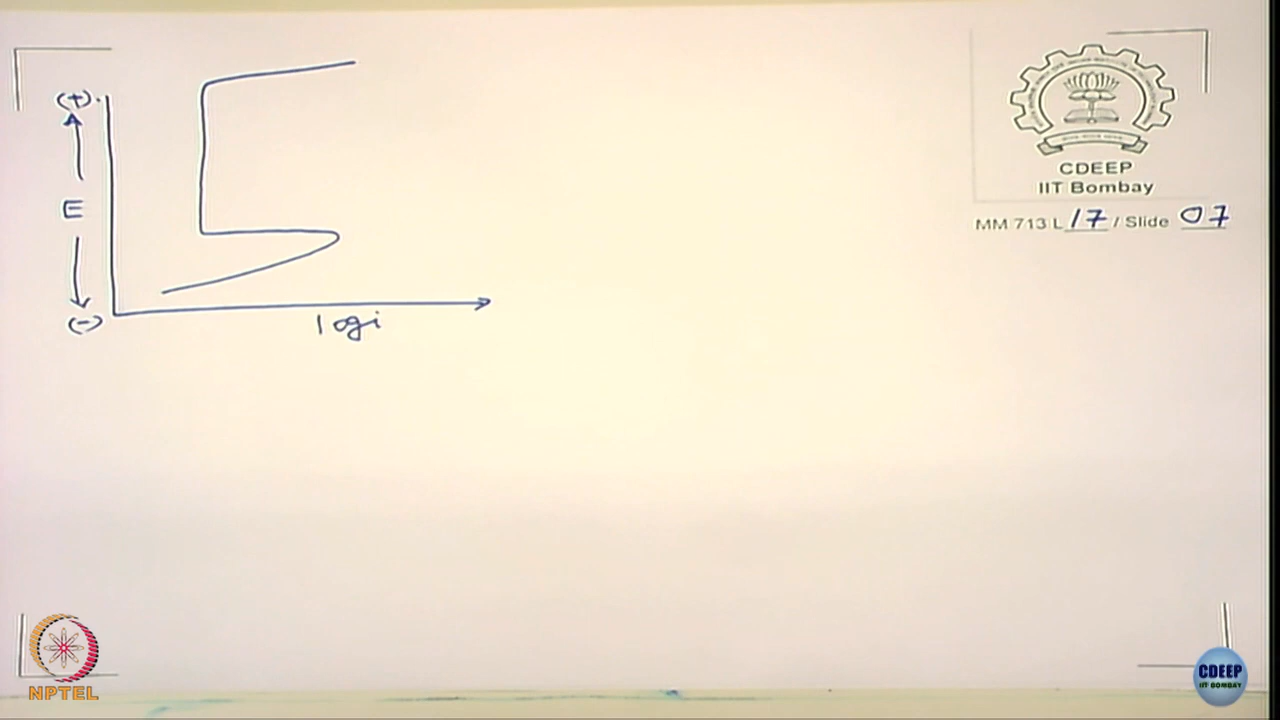 (+)
E
(-)
log i
CDEEP
IIT Bombay
MM 713 L 17 / Slide 07
NPTEL
CDEEP
IIT BOMBAY